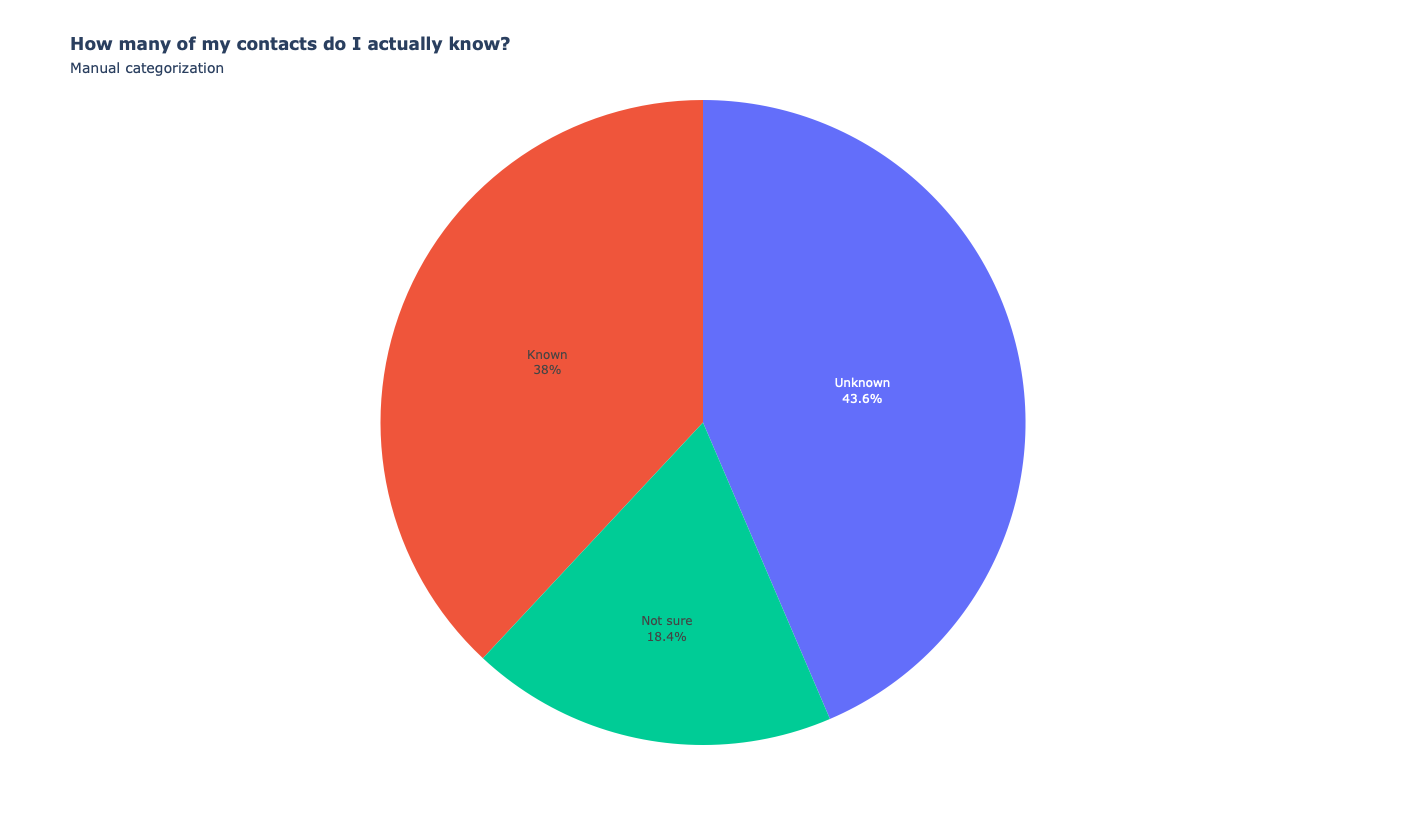 How many of my contacts do I actually know?
Manual categorization
Known
38%
Unknown
43.6%
Not sure
18.4%